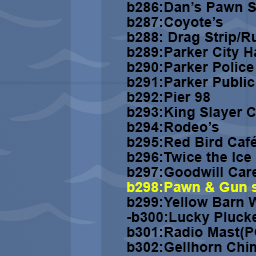 b286:Dan's Pawn S
b287:Coyote's
b288: Drag Strip/Ru
b289:Parker City Ha
b290:Parker Police
b291:Parker Public
b292:Pier 98
b293:King Slayer C
b294:Rodeo's
b295:Red Bird Café
b296:Twice the Ice
b297:Goodwill Care
b298:Pawn & Gun s
b299:Yellow Barn W
-b300:Lucky Plucke
b301:Radio Mast(P
b302:Gellhorn Chin